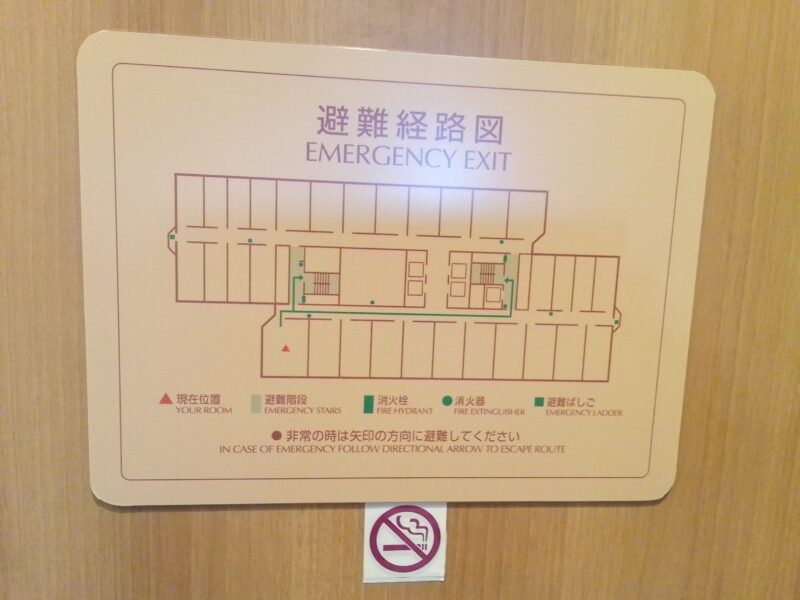 避難経路図
EMERGENCY EXIT
現在位置
YOUR ROOM
避難階段
EMERGENCY STAIRS
消火栓
FIRE HYDRANT
消火器
FIRE EXTINGUISHER
避難ばしご
EMERGENCY LADDER
● 非常の時は矢印の方向に避難してください
IN CASE OF EMERGENCY FOLLOW DIRECTIONAL ARROW TO ESCAPE ROUTE